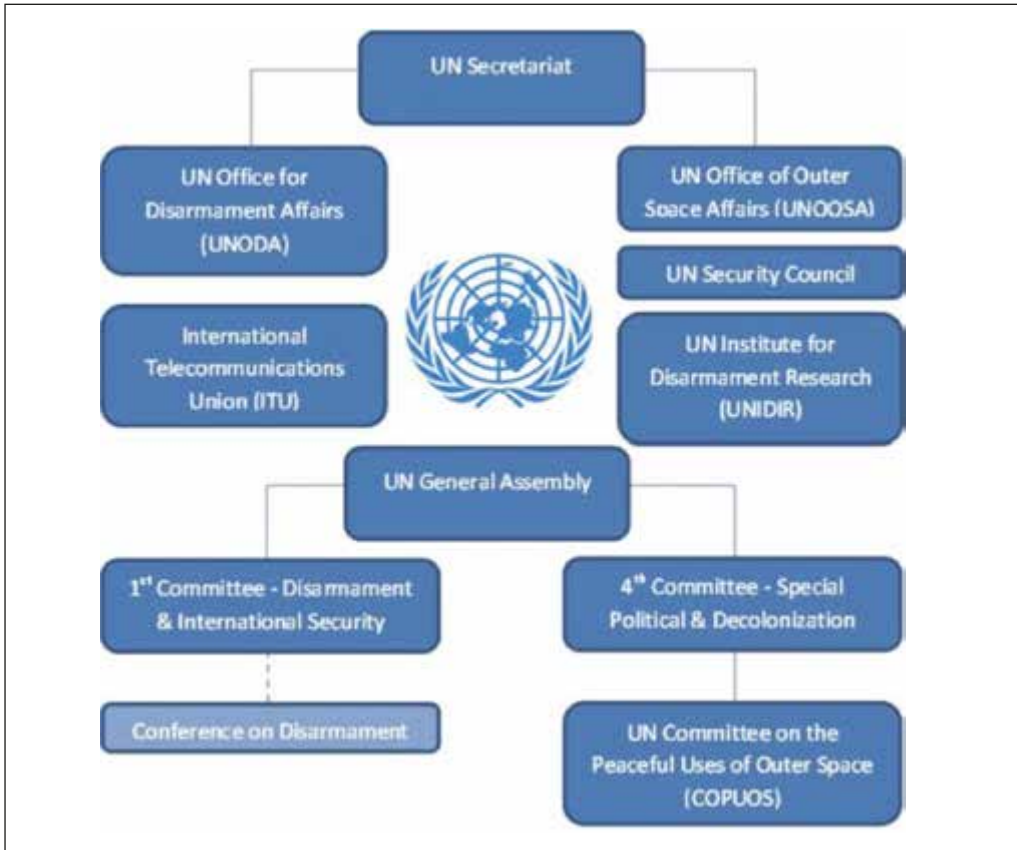 UN Secretariat
UN Office for
Disarmament Affairs
(UNODA)
UN Office of Outer
Space Affairs (UNOOSA)
UN Security Council
International
Telecommunications
Union (ITU)
UN Institute for
Disarmament Research
(UNIDIR)
UN General Assembly
1st Committee - Disarmament
& International Security
4th Committee - Special
Political & Decolonization
Conference on Disarmament
UN Committee on the
Peaceful Uses of Outer Space
(COPUOS)